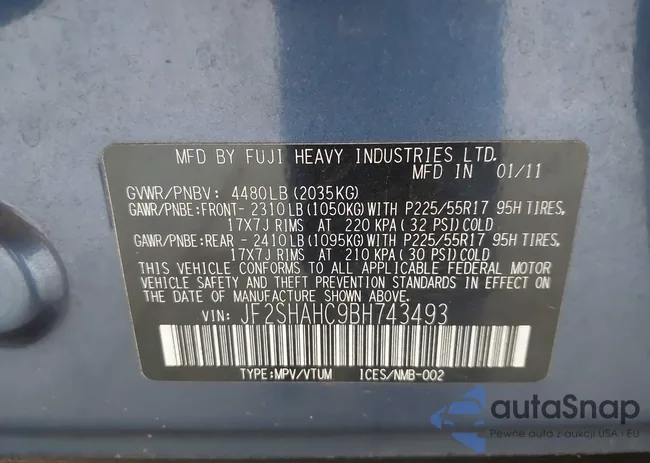 MFD BY FUJI HEAVY INDUSTRIES LTD.
MFD IN 01/11
GVWR/PNBV: 4480LB(2035KG)
GAWR/PNBE:FRONT- 2310LB(1050KG)WITH P225/55R17 95H TIRES,
17X7J RIMS AT 220 KPA(32 PSI)COLD
GAWR/PNBE:REAR -2410LB(1095KG)WITH P225/55R17 95H TIRES,
17X7J RIMS AT 210 KPA(30 PSI)COLD
THIS VEHICLE CONFORMS TO ALL APPLICABLE FEDERAL MOTOR
VEHICLE SAFETY AND THEFT PREVENTION STANDARDS IN EFFECT ON
THE DATE OF MANUFACTURE SHOWN ABOVE.
VIN: JF2SHAHC9BH743493
TYPE:MPV/VTUM ICES/NMB-002
autaSnap
Pewne auta z aukcji USA i EU